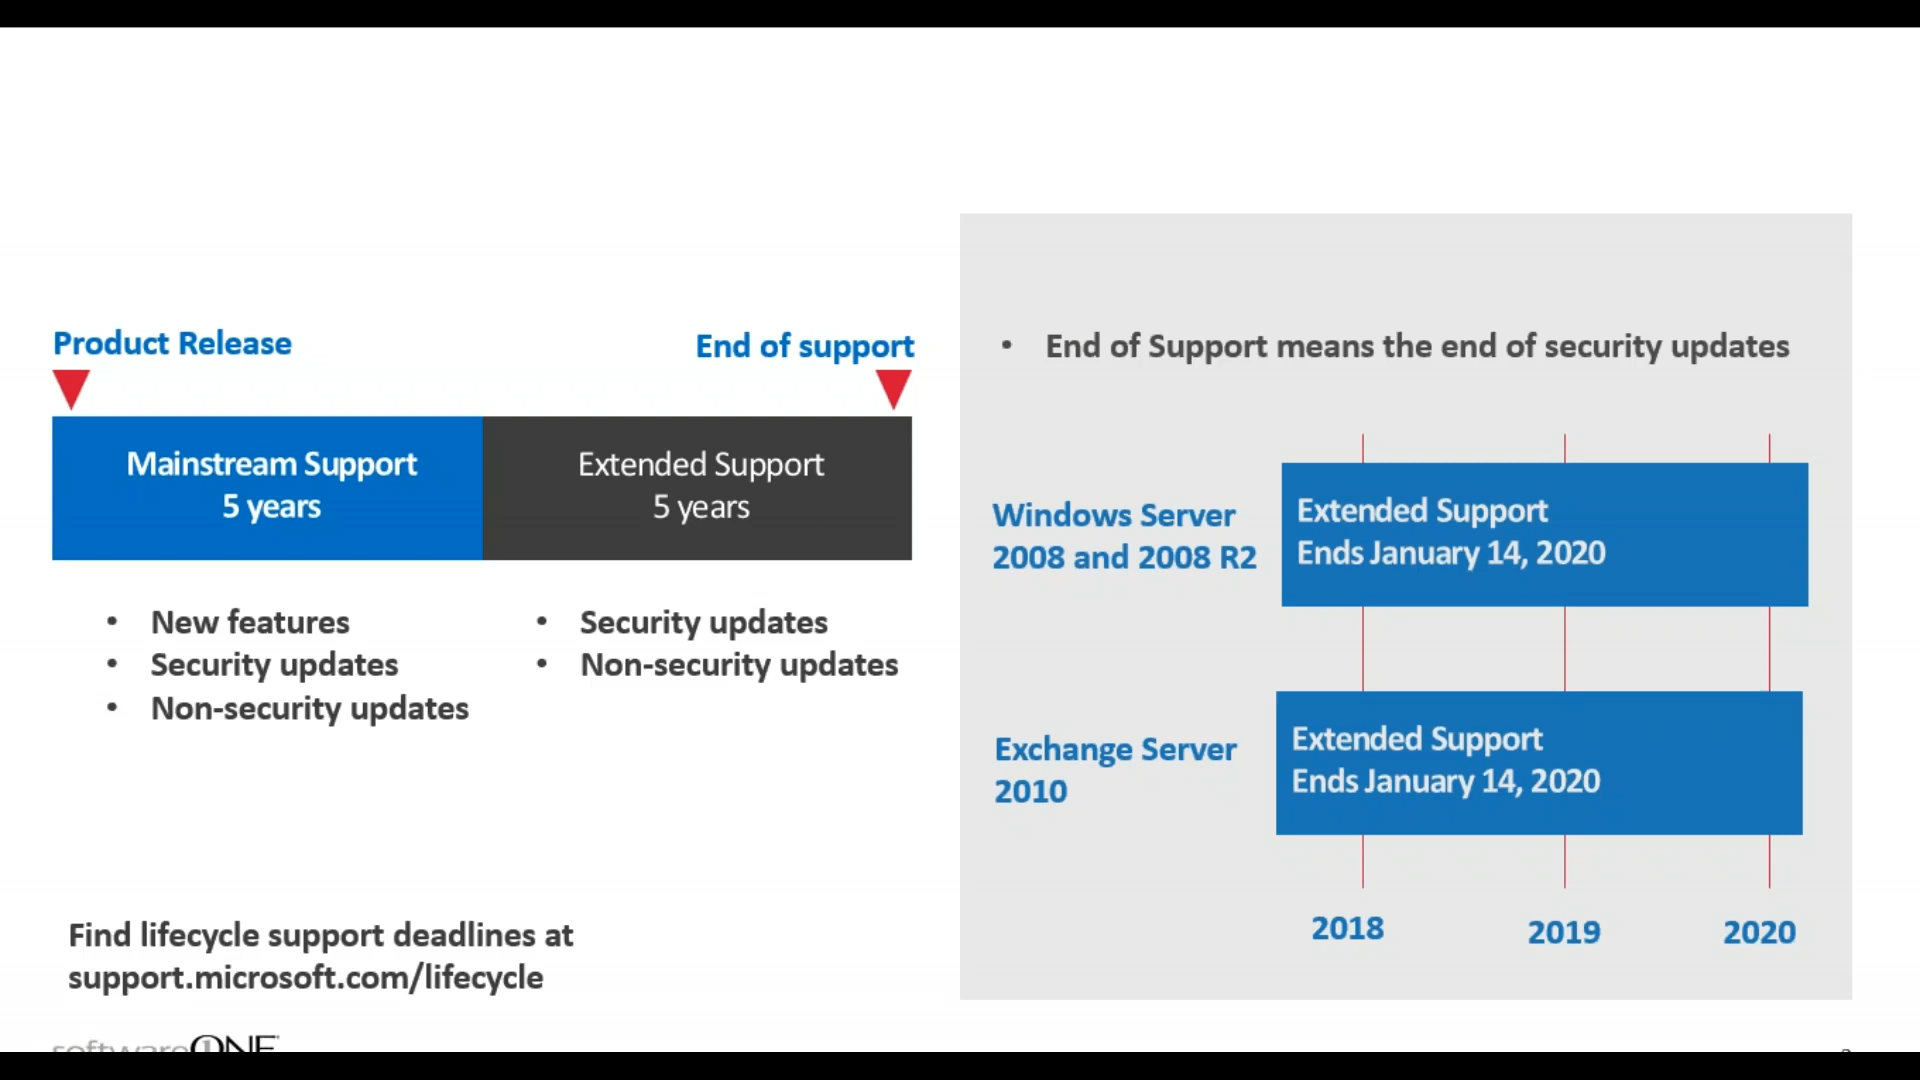 Product Release
End of support
Mainstream Support
5 years
Extended Support
5 years
• New features
• Security updates
• Non-security updates
• Security updates
• Non-security updates
Find lifecycle support deadlines at
support.microsoft.com/lifecycle
softwareONE
• End of Support means the end of security updates
Windows Server
2008 and 2008 R2
Extended Support
Ends January 14, 2020
Exchange Server
2010
Extended Support
Ends January 14, 2020
2018
2019
2020